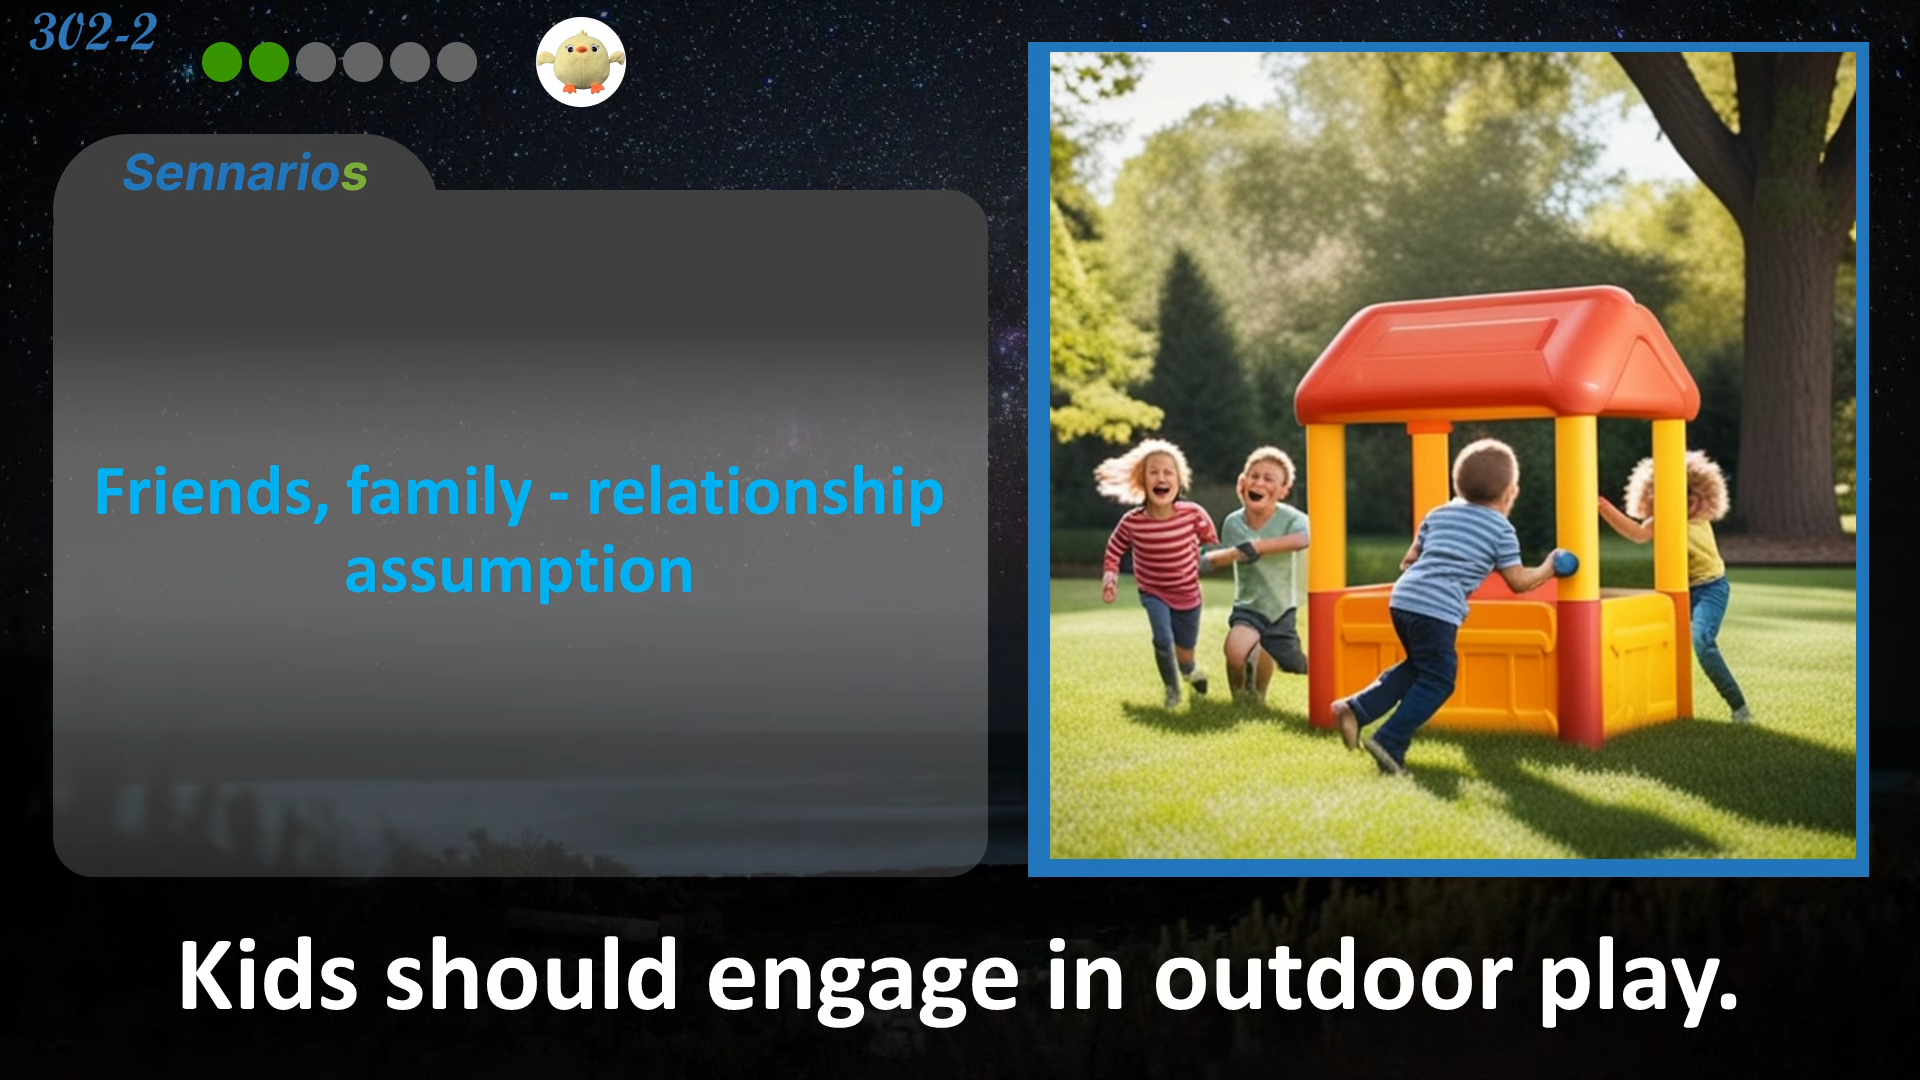 302-2
Sennarios
Friends, family - relationship
assumption
Kids should engage in outdoor play.